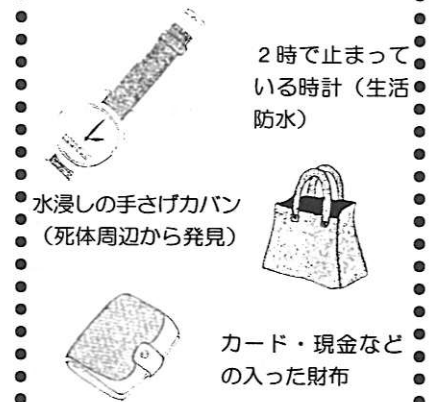 ２時で止まって
いる時計（生活
防水）
水浸しの手さげカバン
（死体周辺から発見）
カード・現金など
の入った財布